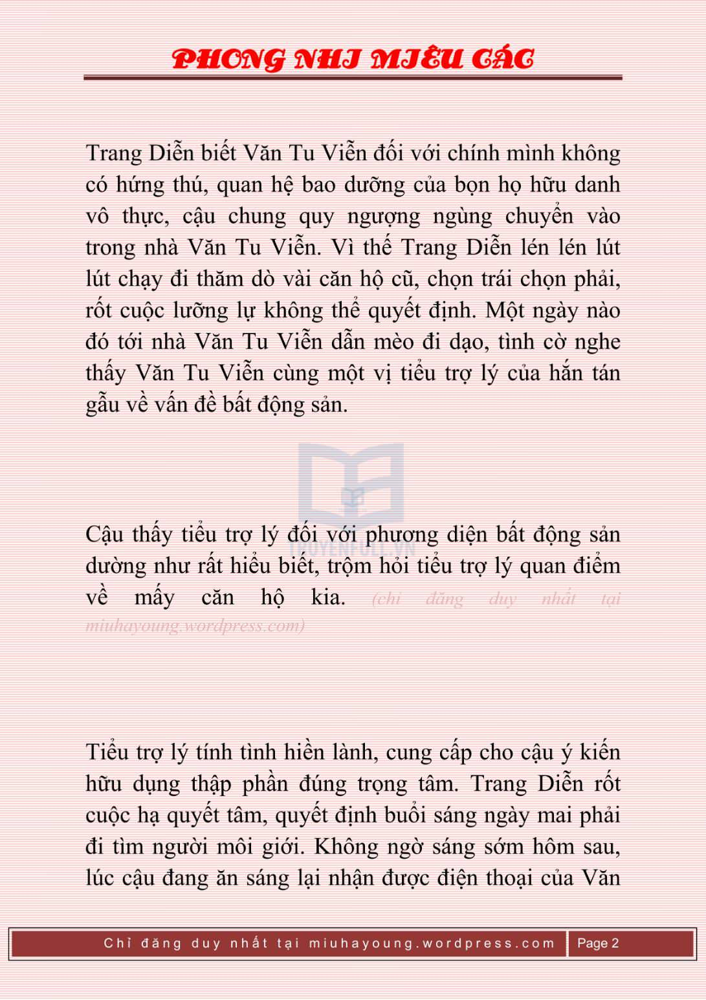 PHONG NHI MIÊU CÁC
Trang Diễn biết Văn Tu Viễn đối với chính mình không
có hứng thú, quan hệ bao dưỡng của bọn họ hữu danh
vô thực, cậu chung quy ngượng ngùng chuyển vào
trong nhà Văn Tu Viễn. Vì thế Trang Diễn lén lén lút
lút chạy đi thăm dò vài căn hộ cũ, chọn trái chọn phải,
rốt cuộc lưỡng lự không thể quyết định. Một ngày nào
đó tới nhà Văn Tu Viễn dẫn mèo đi dạo, tình cờ nghe
thấy Văn Tu Viễn cùng một vị tiểu trợ lý của hắn tán
gẫu về vấn đề bất động sản.
Cậu thấy tiểu trợ lý đối với phương diện bất động sản
TRUYENFULL.VN
dường như rất hiểu biết, trộm hỏi tiểu trợ lý quan điểm
về mấy căn hộ kia. (chỉ đăng duy nhất tại
miuhayoung.wordpress.com)
Tiểu trợ lý tính tình hiền lành, cung cấp cho cậu ý kiến
hữu dụng thập phần đúng trọng tâm. Trang Diễn rốt
cuộc hạ quyết tâm, quyết định buổi sáng ngày mai phải
đi tìm người môi giới. Không ngờ sáng sớm hôm sau,
lúc cậu đang ăn sáng lại nhận được điện thoại của Văn
Chỉ đăng duy nhất tại miuhayoung.wordpress.com Page 2